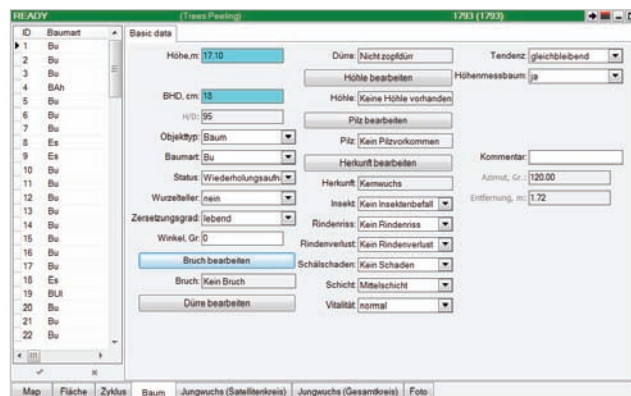 READY (Trees Peeling) 1793 (1793)
ID Baumart
1 Bu
2 Bu
3 Bu
4 BAh
5 Bu
6 Bu
7 Bu
8 Es
9 Es
10 Bu
11 Bu
12 Bu
13 Bu
14 Bu
15 Bu
16 Bu
17 Bu
18 Es
19 BUl
20 Bu
21 Bu
22 Bu
Basic data
Höhe,m: 17.10
BHD, cm: 18
H/D: 95
Objekttyp: Baum
Baumart: Bu
Status: Wiederholungsaufn
Wurzelteller: nein
Zersetzungsgrad: lebend
Winkel, Gr: 0
Bruch bearbeiten
Bruch: Kein Bruch
Dürre bearbeiten
Dürre: Nicht zopfdürr
Höhle bearbeiten
Höhle: Keine Höhle vorhanden
Pilz bearbeiten
Pilz: Kein Pilzvorkommen
Herkunft bearbeiten
Herkunft: Kernwuchs
Insekt: Kein Insektenbefall
Rindenriss: Kein Rindenriss
Rindenverlust: Kein Rindenverlust
Schälschaden: Kein Schaden
Schicht: Mittelschicht
Vitalität: normal
Tendenz: gleichbleibend
Höhenmessbaum: ja
Kommentar:
Azimut, Gr.: 120.00
Entfernung, m: 1.72
Map Fläche Zyklus Baum Jungwuchs (Satellitenkreis) Jungwuchs (Gesamtkreis) Foto